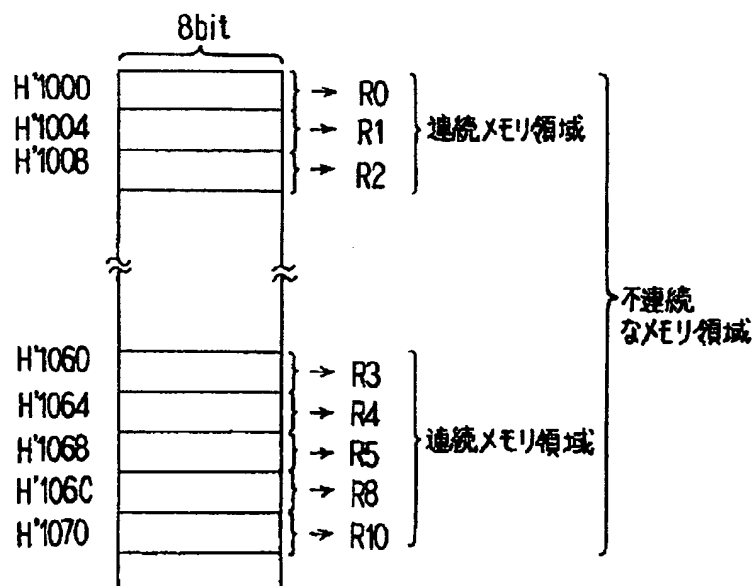 8bit
H'1000 → R0
H'1004 → R1 連続メモリ領域
H'1008 → R2
不連続
なメモリ領域
H'1060 → R3
H'1064 → R4
H'1068 → R5 連続メモリ領域
H'106C → R8
H'1070 → R10